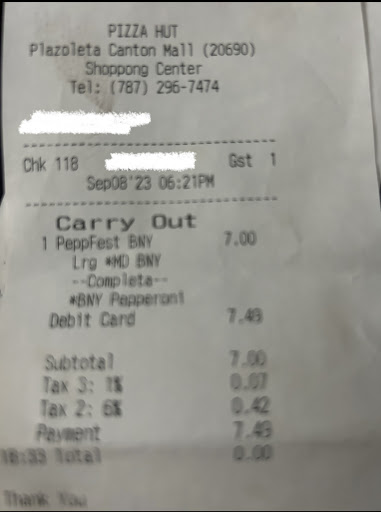 PIZZA HUT
Plazoleta Canton Mall (20690)
Shoppong Center
Tel: (787) 296-7474
Chk 118 Gst 1
Sep08'23 06:21PM
Carry Out
1 PeppFest BNY 7.00
Lrg *MD BNY
--Completa--
*BNY Pepperoni
Debit Card 7.49
Subtotal 7.00
Tax 3: 1% 0.07
Tax 2: 6% 0.42
Payment 7.49
Total 0.00
Thank You